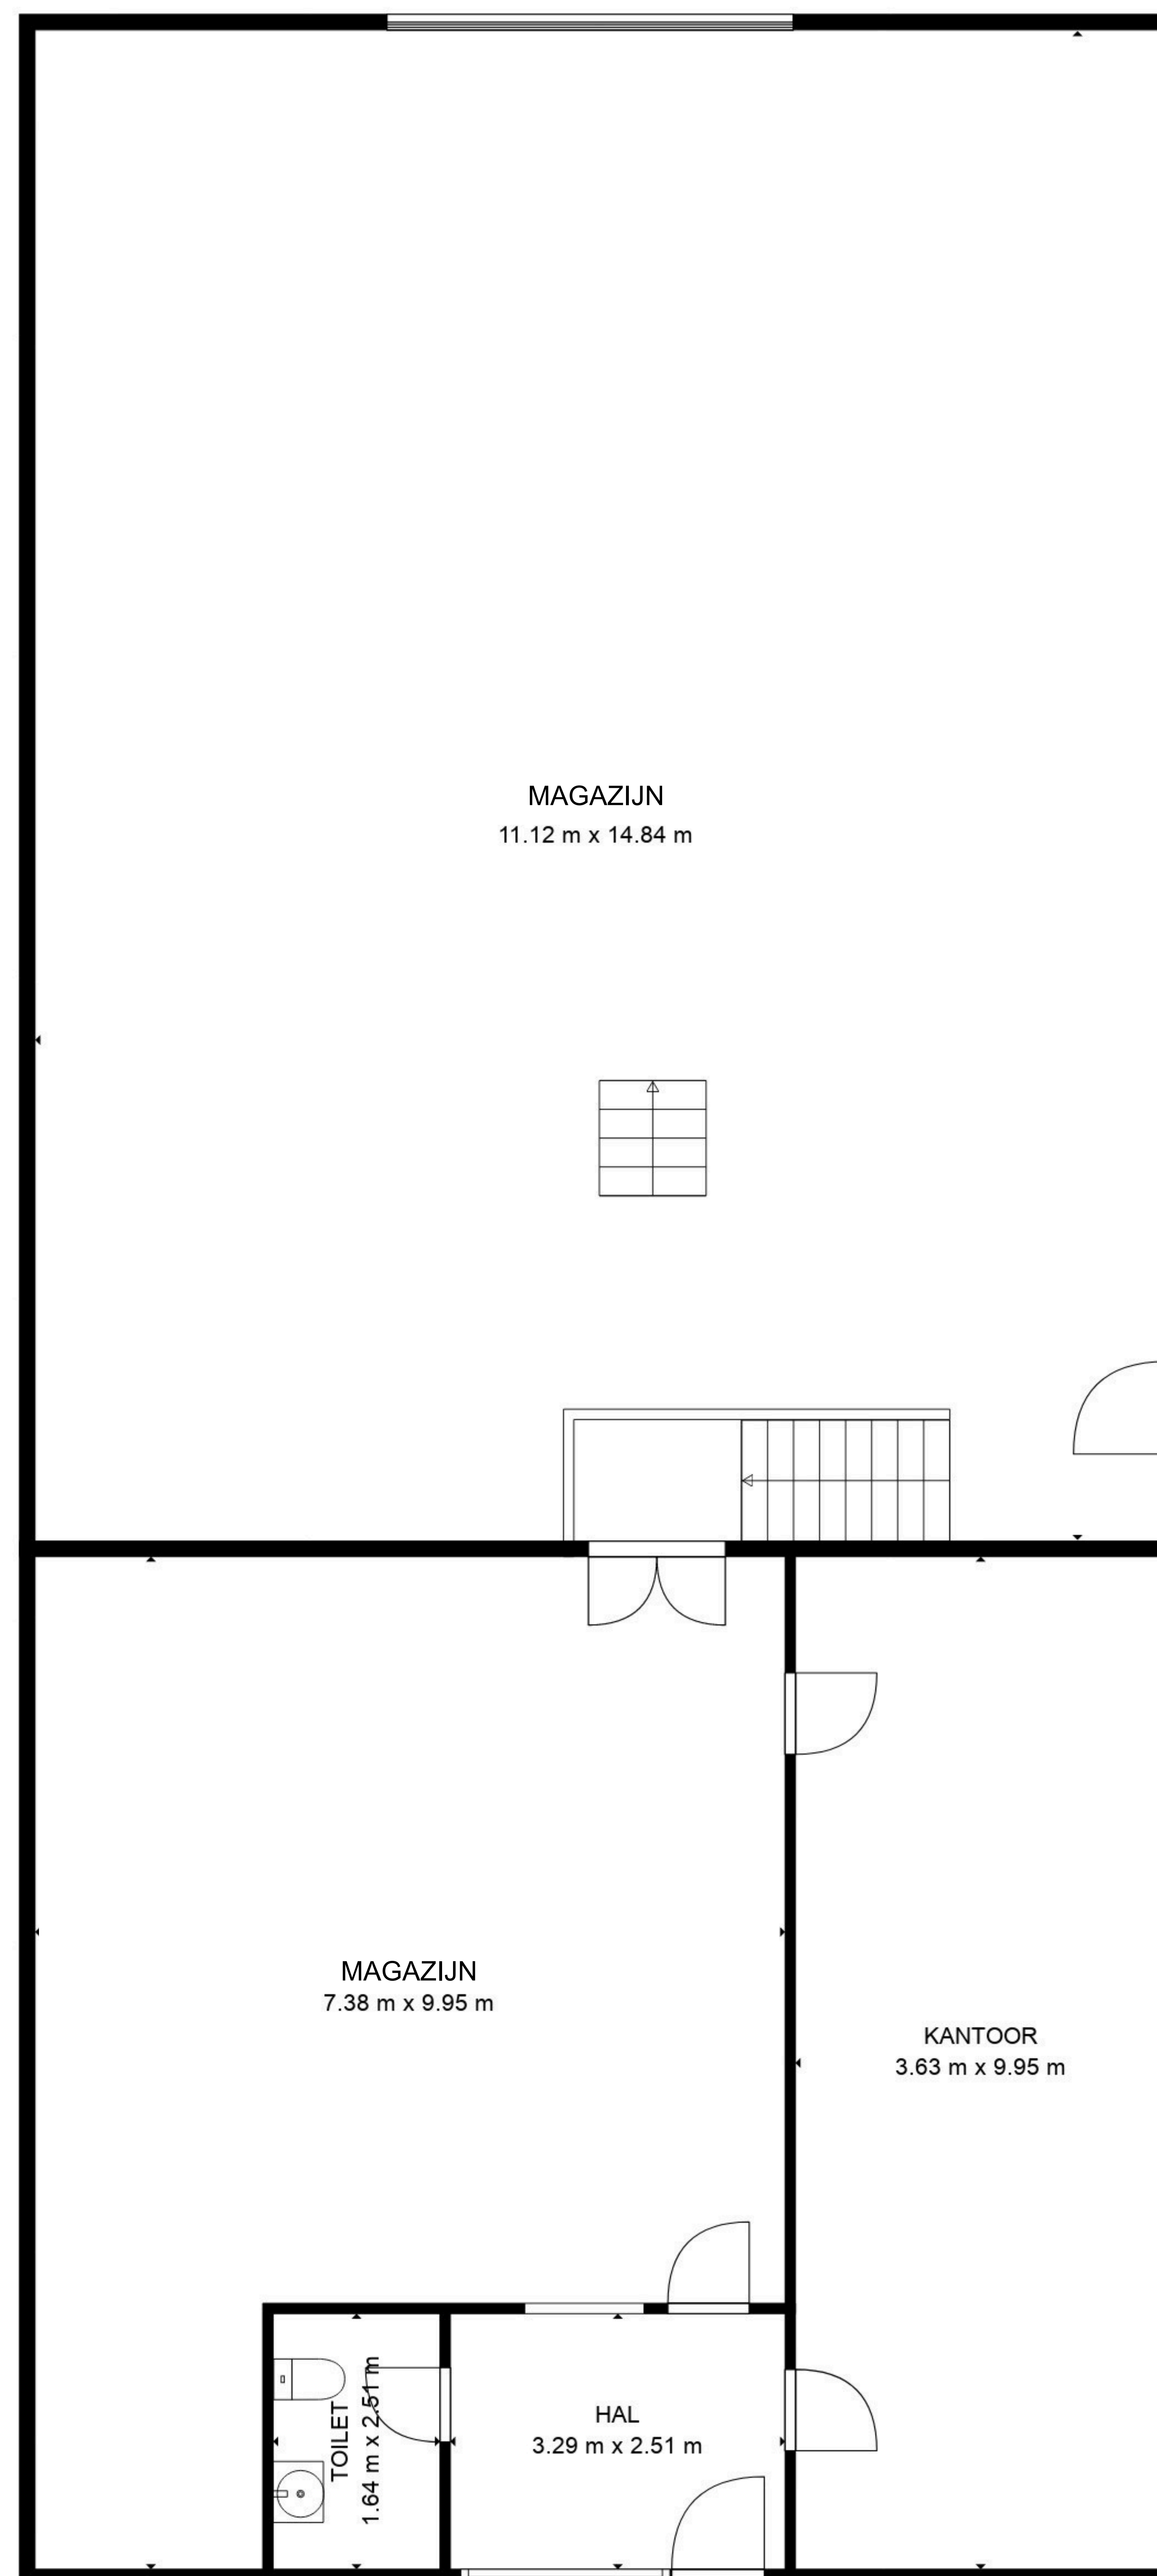 MAGAZIJN
11.12 m x 14.84 m
MAGAZIJN
7.38 m x 9.95 m
KANTOOR
3.63 m x 9.95 m
TOILET
1.64 m x 2.51 m
HAL
3.29 m x 2.51 m